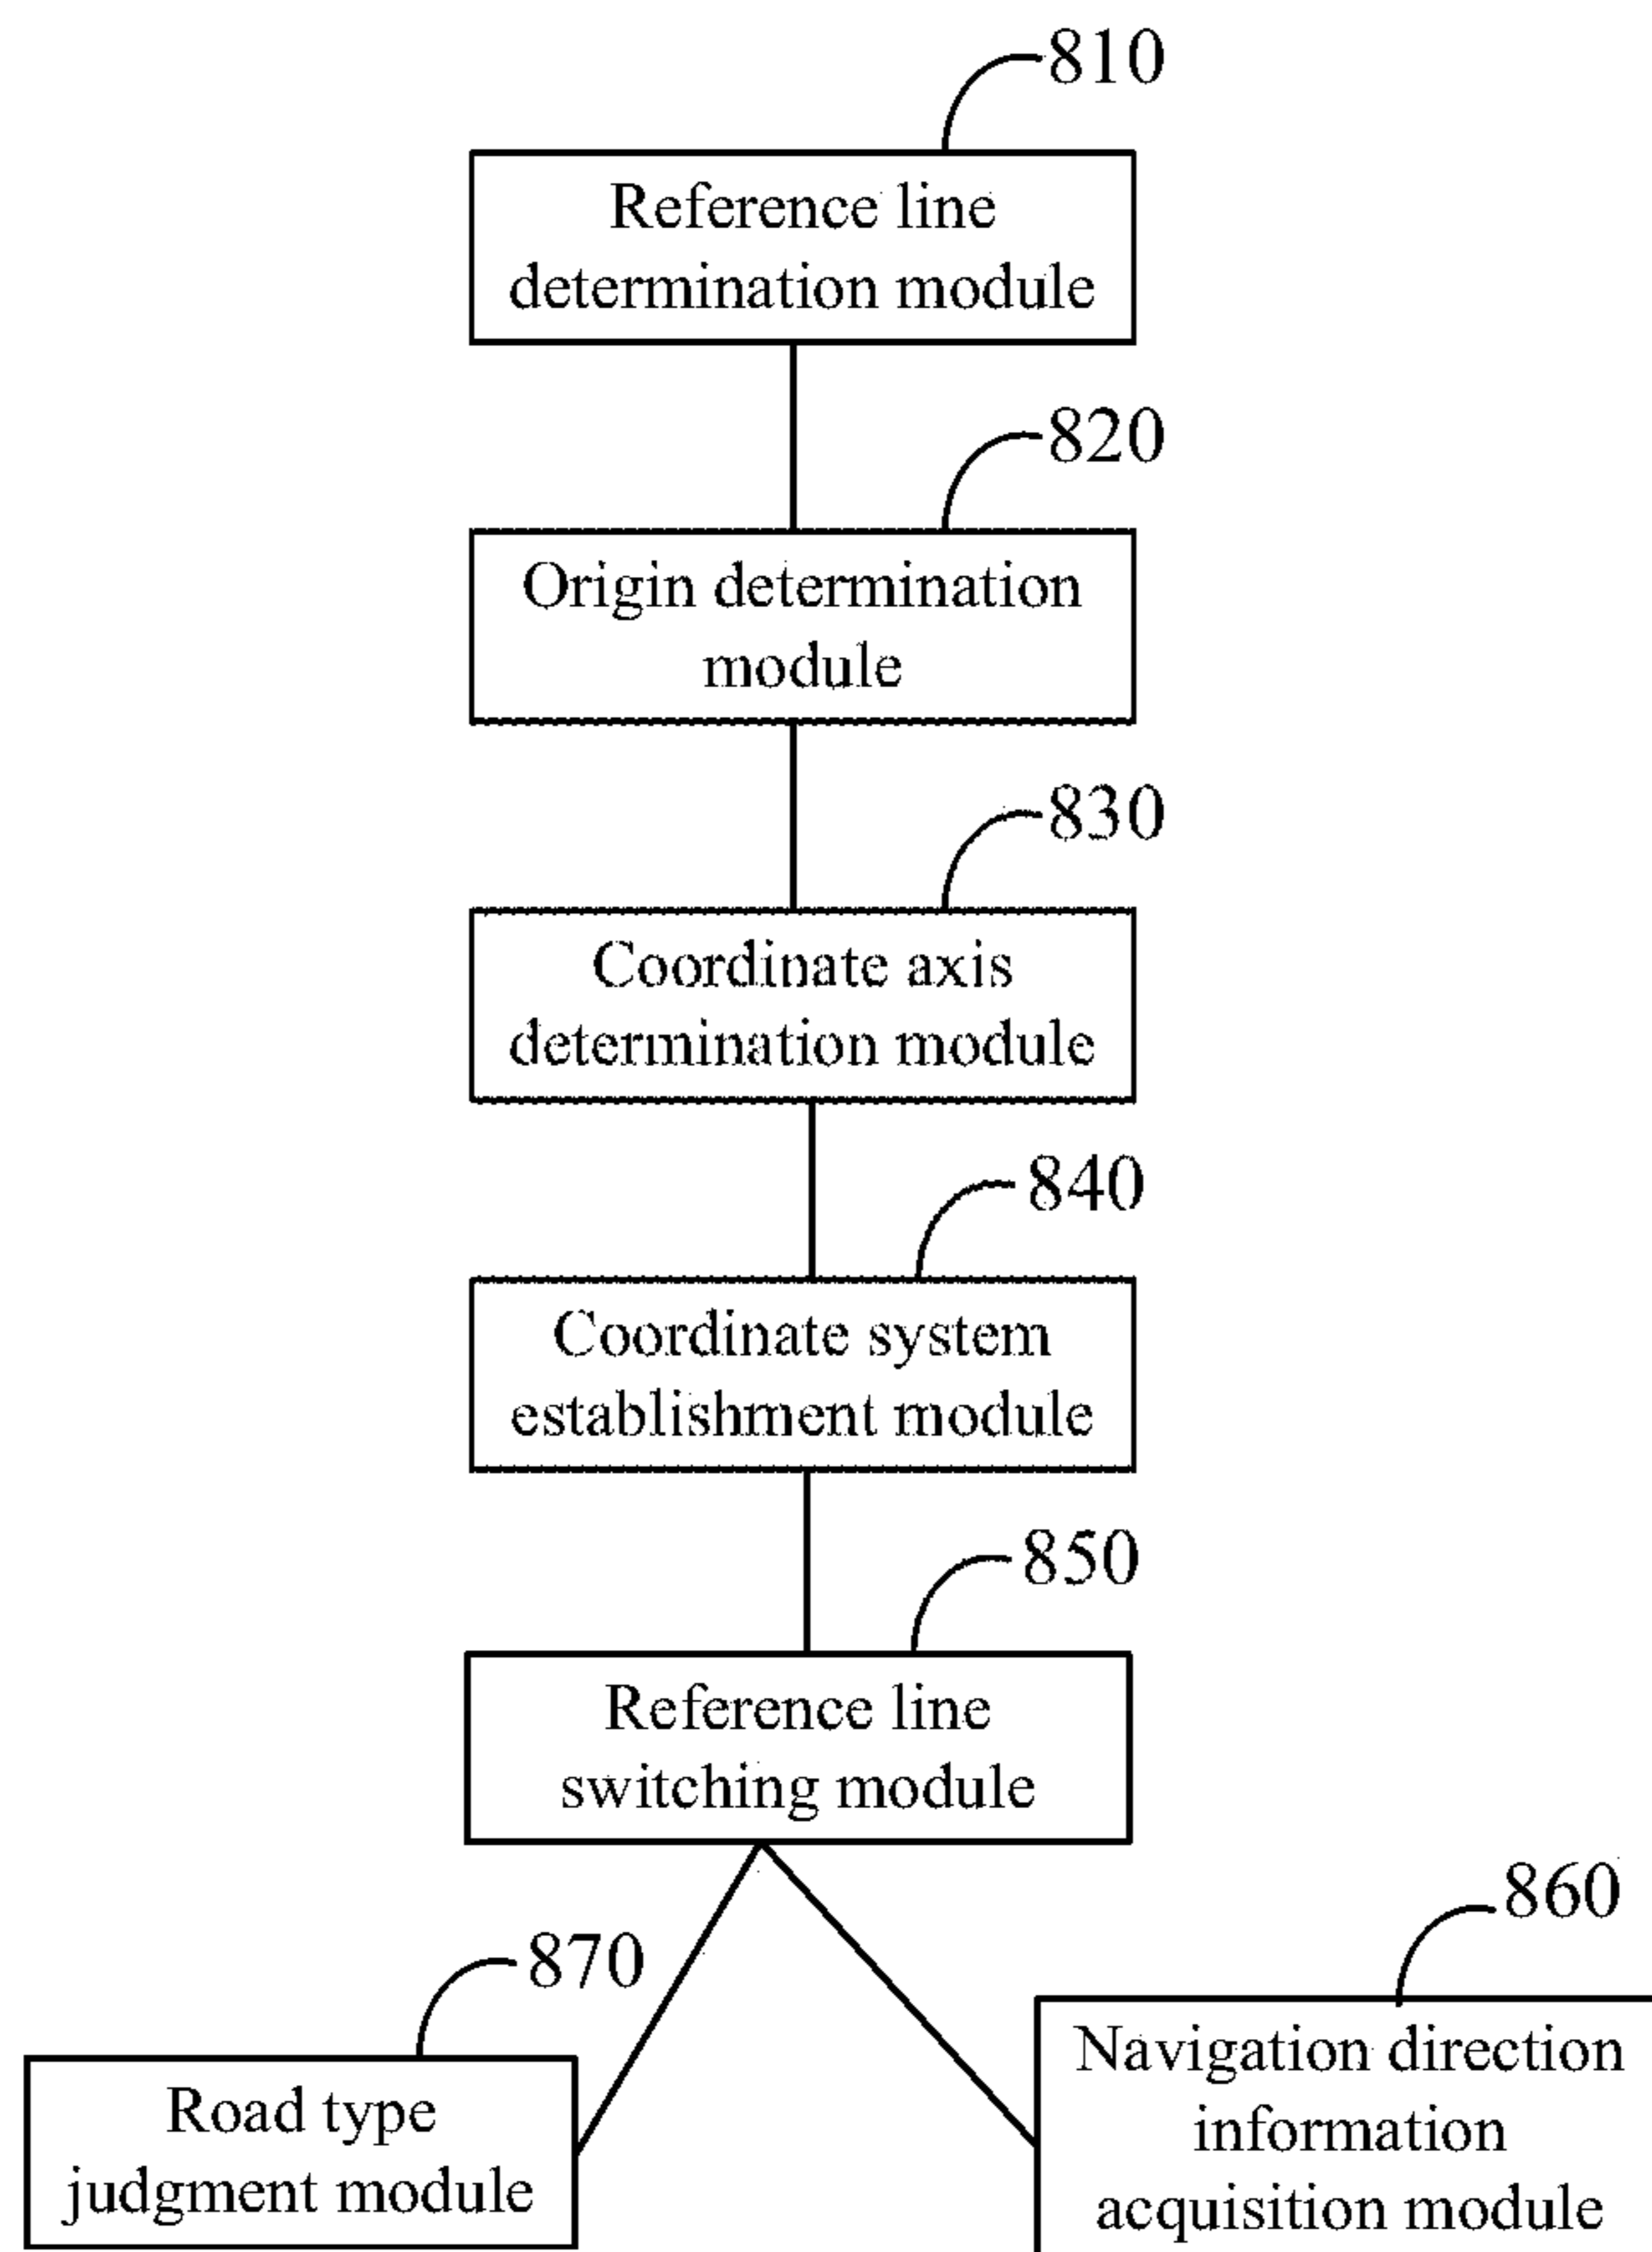 810
Reference line
determination module
820
Origin determination
module
830
Coordinate axis
determination module
840
Coordinate system
establishment module
850
Reference line
switching module
860
870
Navigation direction
information
acquisition module
Road type
judgment module